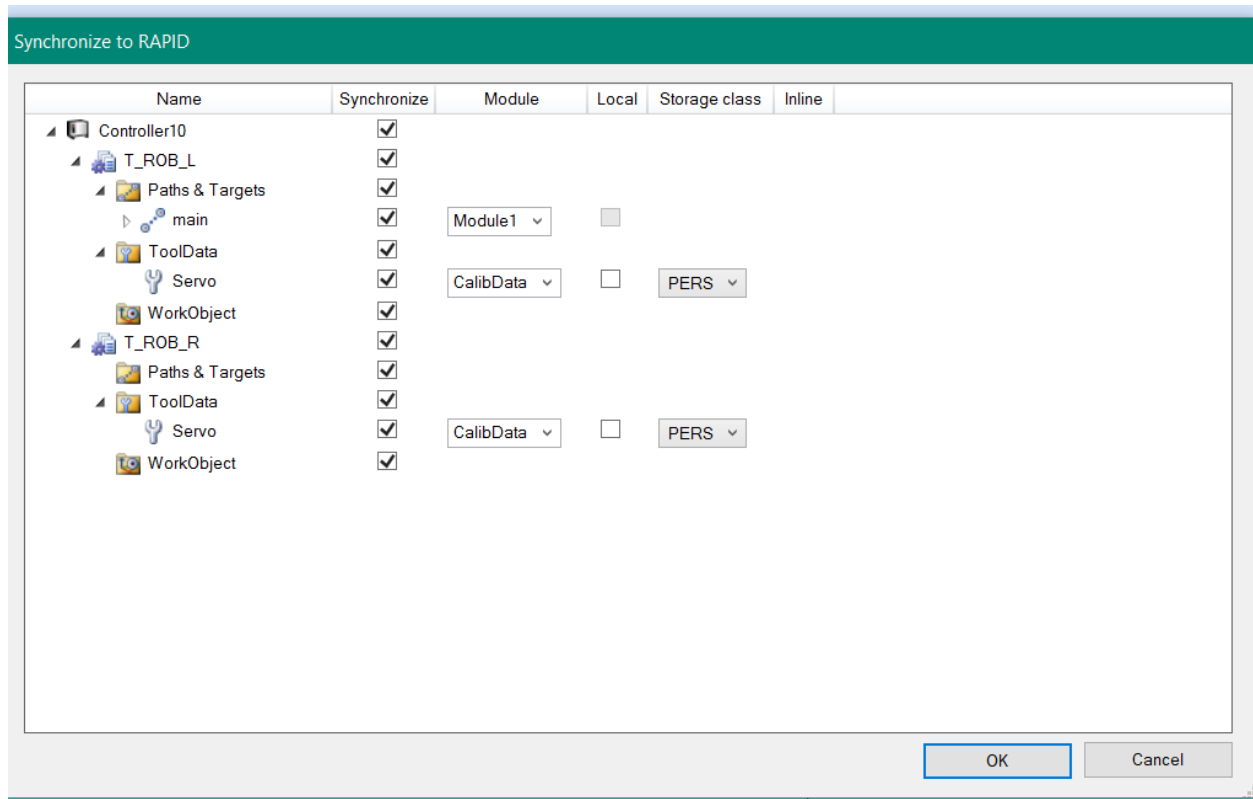 Synchronize to RAPID
Name Synchronize Module Local Storage class Inline
Controller10
T_ROB_L
Paths & Targets
main Module1
ToolData
Servo CalibData PERS
WorkObject
T_ROB_R
Paths & Targets
ToolData
Servo CalibData PERS
WorkObject
OK Cancel